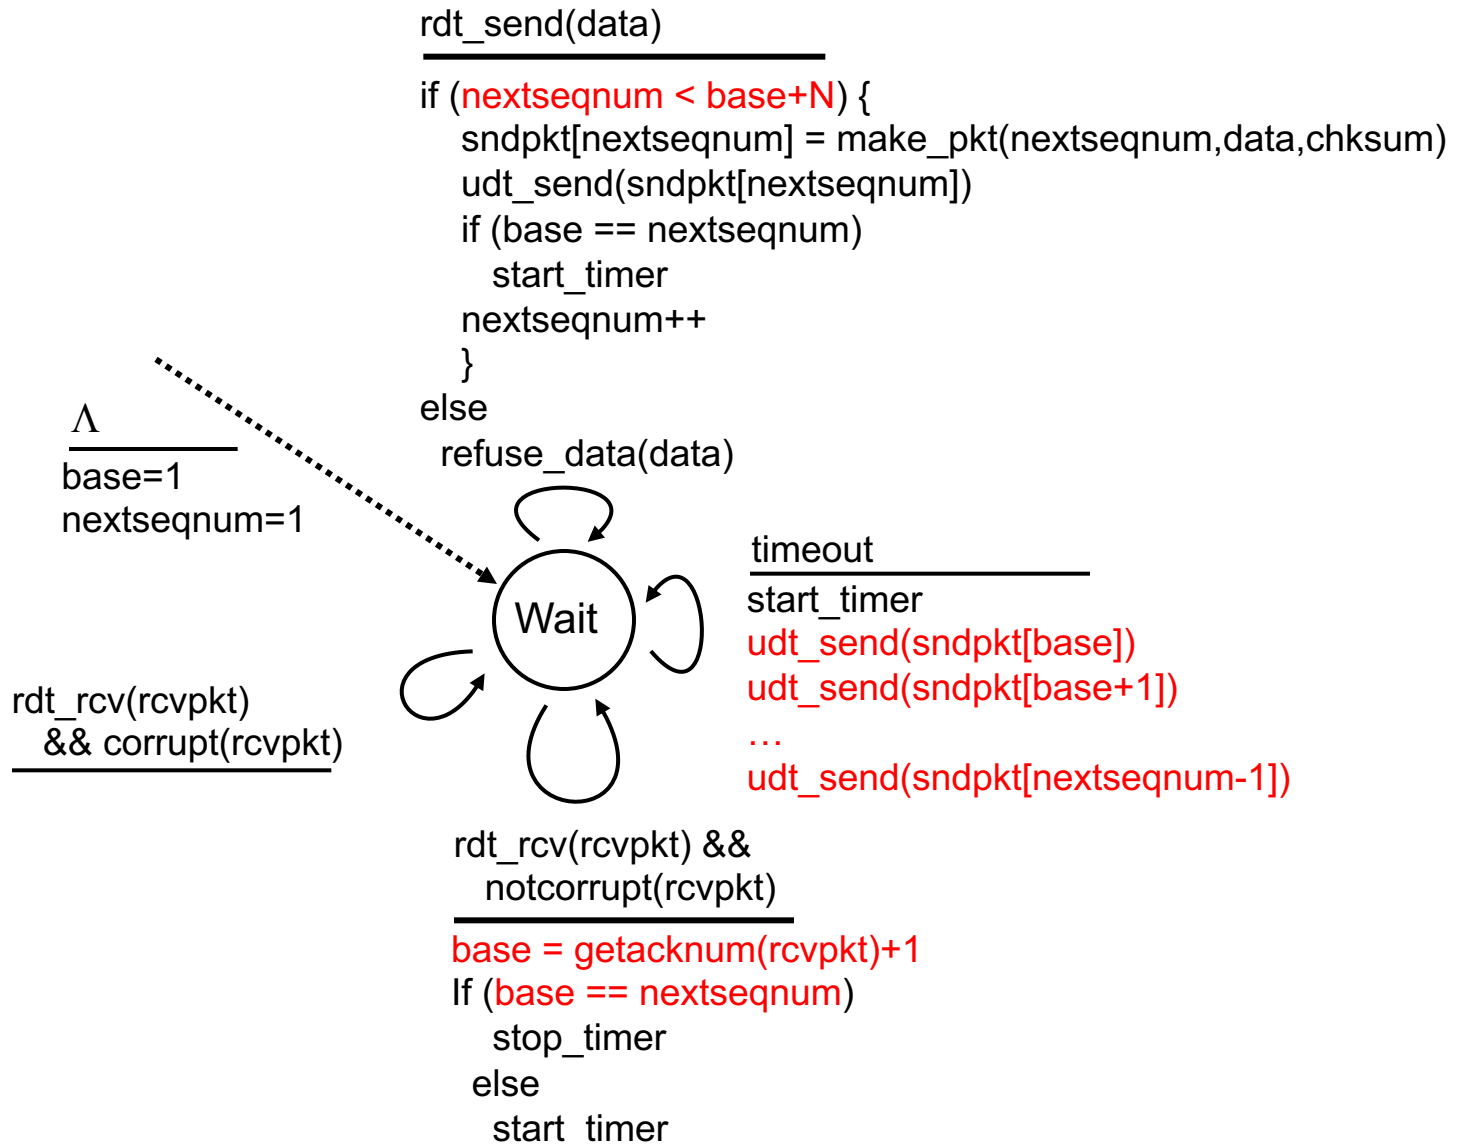 rdt_send(data)
if (nextseqnum < base+N) {
sndpkt[nextseqnum] = make_pkt(nextseqnum,data,chksum)
udt_send(sndpkt[nextseqnum])
if (base == nextseqnum)
start_timer
nextseqnum++
}
else
refuse_data(data)
Λ
base=1
nextseqnum=1
Wait
timeout
start_timer
udt_send(sndpkt[base])
udt_send(sndpkt[base+1])
…
udt_send(sndpkt[nextseqnum-1])
rdt_rcv(rcvpkt)
&& corrupt(rcvpkt)
rdt_rcv(rcvpkt) &&
notcorrupt(rcvpkt)
base = getacknum(rcvpkt)+1
If (base == nextseqnum)
stop_timer
else
start_timer